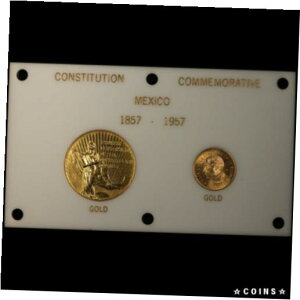 CONSTITUTION COMMEMORATIVE
MEXICO
1857 - 1957
GOLD
GOLD
☆ COINS ☆